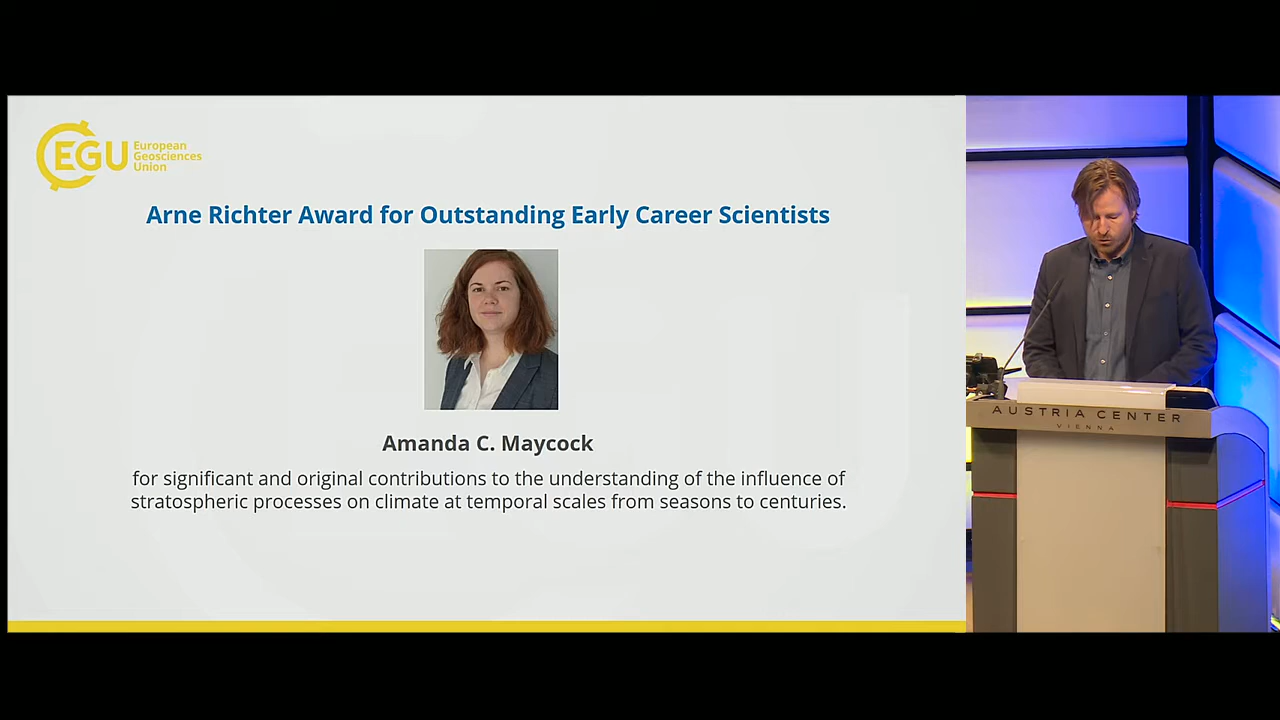 EGU
European
Geosciences
Union
Arne Richter Award for Outstanding Early Career Scientists
Amanda C. Maycock
for significant and original contributions to the understanding of the influence of
stratospheric processes on climate at temporal scales from seasons to centuries.
AUSTRIA CENTER
VIENNA